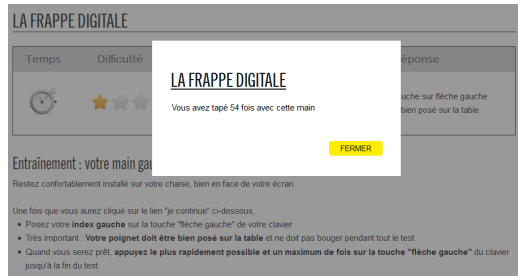 LA FRAPPE DIGITALE
Temps
Difficulté
éponse
LA FRAPPE DIGITALE
Vous avez tapé 54 fois avec cette main
FERMER
uche sur flèche gauche
bien posé sur la table
Entraînement : votre main gau
Restez confortablement installé sur votre chaise, bien en face de votre écran.
Une fois que vous aurez cliqué sur le lien "je continue" ci-dessous,
• Posez votre index gauche sur la touche "flèche gauche" de votre clavier
• Très important : Votre poignet doit être bien posé sur la table et ne doit pas bouger pendant tout le test
• Quand vous serez prêt, appuyez le plus rapidement possible et un maximum de fois sur la touche "flèche gauche" du clavier
jusqu'à la fin du test.